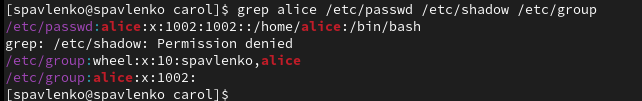 [spavlenko@spavlenko carol]$ grep alice /etc/passwd /etc/shadow /etc/group
/etc/passwd:alice:x:1002:1002::/home/alice:/bin/bash
grep: /etc/shadow: Permission denied
/etc/group:wheel:x:10:spavlenko,alice
/etc/group:alice:x:1002:
[spavlenko@spavlenko carol]$